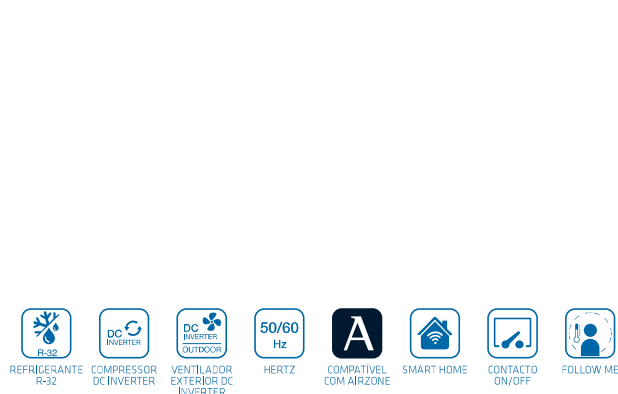 R-32
REFRIGERANTE
R-32
DC
INVERTER
COMPRESSOR
DC INVERTER
DC
INVERTER
OUTDOOR
VENTILADOR
EXTERIOR DC
INVERTER
50/60
Hz
HERTZ
A
COMPATÍVEL
COM AIRZONE
SMART HOME
CONTACTO
ON/OFF
FOLLOW ME